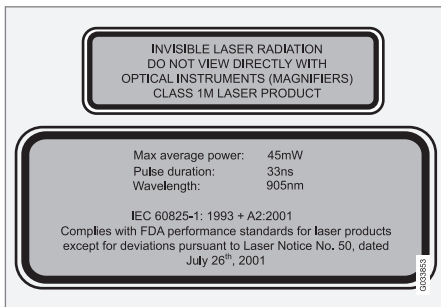 INVISIBLE LASER RADIATION
DO NOT VIEW DIRECTLY WITH
OPTICAL INSTRUMENTS (MAGNIFIERS)
CLASS 1M LASER PRODUCT
Max average power: 45mW
Pulse duration: 33ns
Wavelength: 905nm
IEC 60825-1: 1993 + A2:2001
Complies with FDA performance standards for laser products
except for deviations pursuant to Laser Notice No. 50, dated
July 26th, 2001
G033853